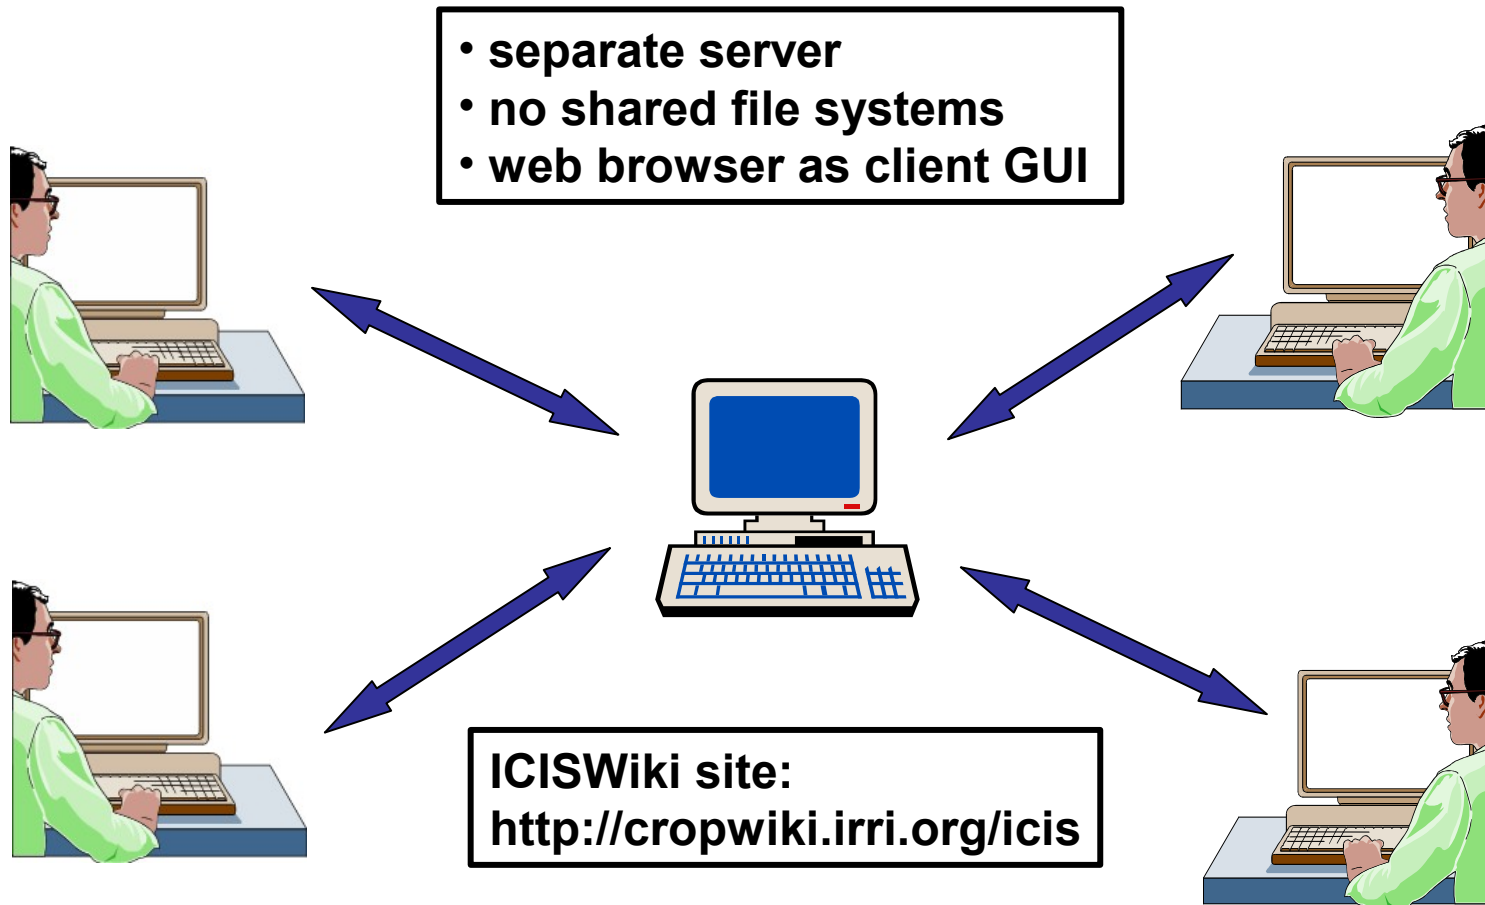 • separate server
• no shared file systems
• web browser as client GUI
ICISWiki site:
http://cropwiki.irri.org/icis